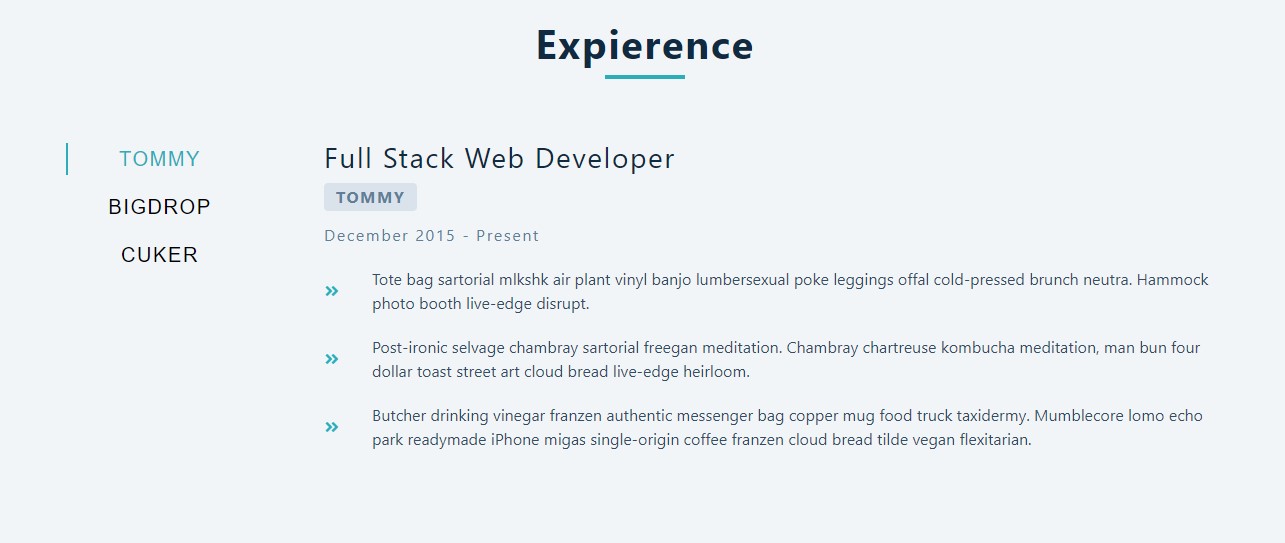 Expierence
TOMMY
BIGDROP
CUKER
Full Stack Web Developer
TOMMY
December 2015 - Present
Tote bag sartorial mlkshk air plant vinyl banjo lumbersexual poke leggings offal cold-pressed brunch neutra. Hammock
photo booth live-edge disrupt.
Post-ironic selvage chambray sartorial freegan meditation. Chambray chartreuse kombucha meditation, man bun four
dollar toast street art cloud bread live-edge heirloom.
Butcher drinking vinegar franzen authentic messenger bag copper mug food truck taxidermy. Mumblecore lomo echo
park readymade iPhone migas single-origin coffee franzen cloud bread tilde vegan flexitarian.